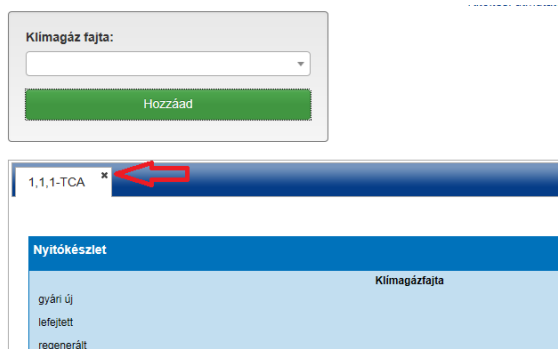 Klímagáz fajta:
Hozzáad
1,1,1-TCA
Nyitókészlet
Klímagázfajta
gyári új
lefejtett
regenerált